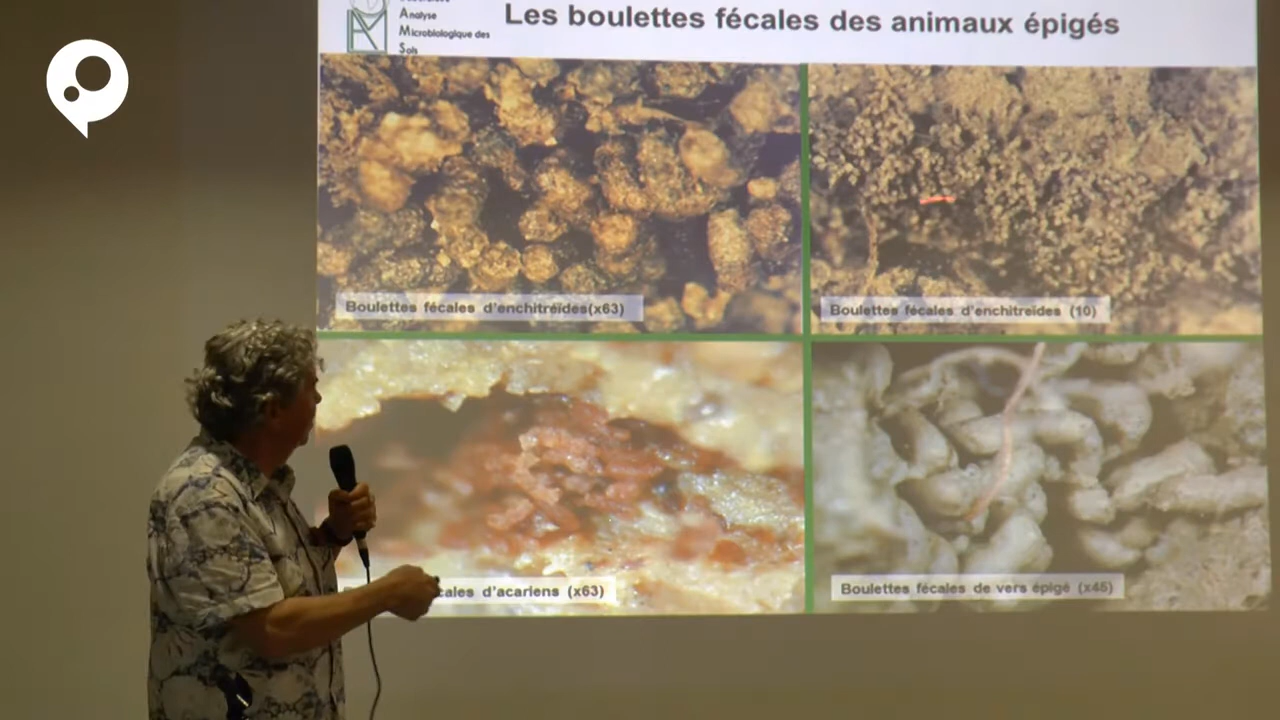 Analyse
Microbiologique des
Sols
Les boulettes fécales des animaux épigés
Boulettes fécales d'enchitréides(x63)
Boulettes fécales d'enchitreides (10)
cales d'acariens (x63)
Boulettes fécales de vers épigé (x45)